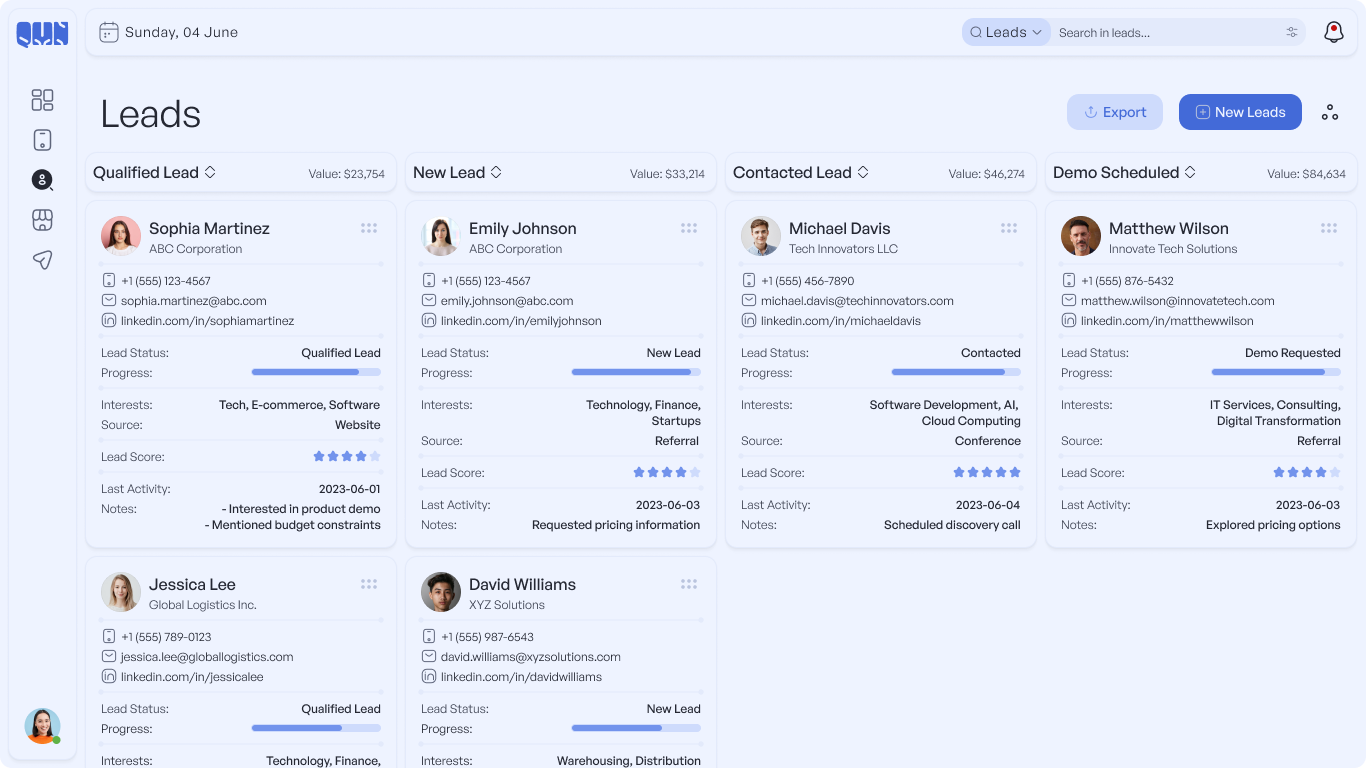 QUN
Sunday, 04 June
Leads
Search in leads...
Leads
Export
New Leads
Qualified Lead
Value: $23,754
New Lead
Value: $33,214
Contacted Lead
Value: $46,274
Demo Scheduled
Value: $84,634
Sophia Martinez
ABC Corporation
+1 (555) 123-4567
sophia.martinez@abc.com
linkedin.com/in/sophiamartinez
Lead Status: Qualified Lead
Progress:
Interests: Tech, E-commerce, Software
Source: Website
Lead Score:
Last Activity: 2023-06-01
Notes: - Interested in product demo
- Mentioned budget constraints
Emily Johnson
ABC Corporation
+1 (555) 123-4567
emily.johnson@abc.com
linkedin.com/in/emilyjohnson
Lead Status: New Lead
Progress:
Interests: Technology, Finance,
Startups
Source: Referral
Lead Score:
Last Activity: 2023-06-03
Notes: Requested pricing information
Michael Davis
Tech Innovators LLC
+1 (555) 456-7890
michael.davis@techinnovators.com
linkedin.com/in/michaeldavis
Lead Status: Contacted
Progress:
Interests: Software Development, AI,
Cloud Computing
Source: Conference
Lead Score:
Last Activity: 2023-06-04
Notes: Scheduled discovery call
Matthew Wilson
Innovate Tech Solutions
+1 (555) 876-5432
matthew.wilson@innovatetech.com
linkedin.com/in/matthewwilson
Lead Status: Demo Requested
Progress:
Interests: IT Services, Consulting,
Digital Transformation
Source: Referral
Lead Score:
Last Activity: 2023-06-03
Notes: Explored pricing options
Jessica Lee
Global Logistics Inc.
+1 (555) 789-0123
jessica.lee@globallogistics.com
linkedin.com/in/jessicalee
Lead Status: Qualified Lead
Progress:
Interests: Technology, Finance,
David Williams
XYZ Solutions
+1 (555) 987-6543
david.williams@xyzsolutions.com
linkedin.com/in/davidwilliams
Lead Status: New Lead
Progress:
Interests: Warehousing, Distribution